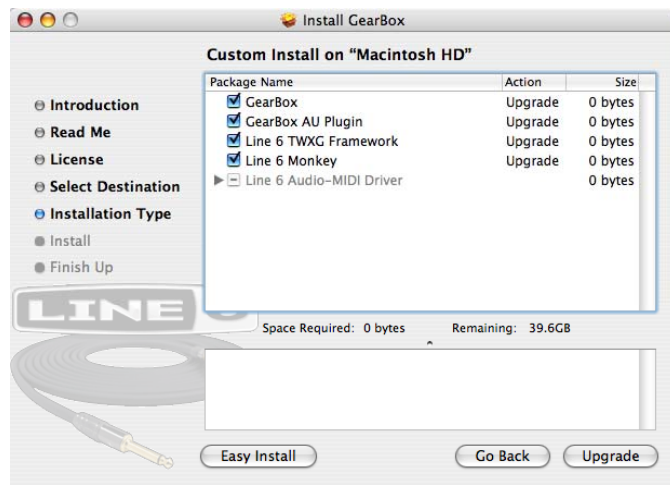 Install GearBox
Custom Install on “Macintosh HD”
Introduction
Read Me
License
Select Destination
Installation Type
Install
Finish Up
Package Name Action Size
GearBox Upgrade 0 bytes
GearBox AU Plugin Upgrade 0 bytes
Line 6 TWXG Framework Upgrade 0 bytes
Line 6 Monkey Upgrade 0 bytes
Line 6 Audio-MIDI Driver 0 bytes
LINE
Space Required: 0 bytes Remaining: 39.6GB
Easy Install Go Back Upgrade